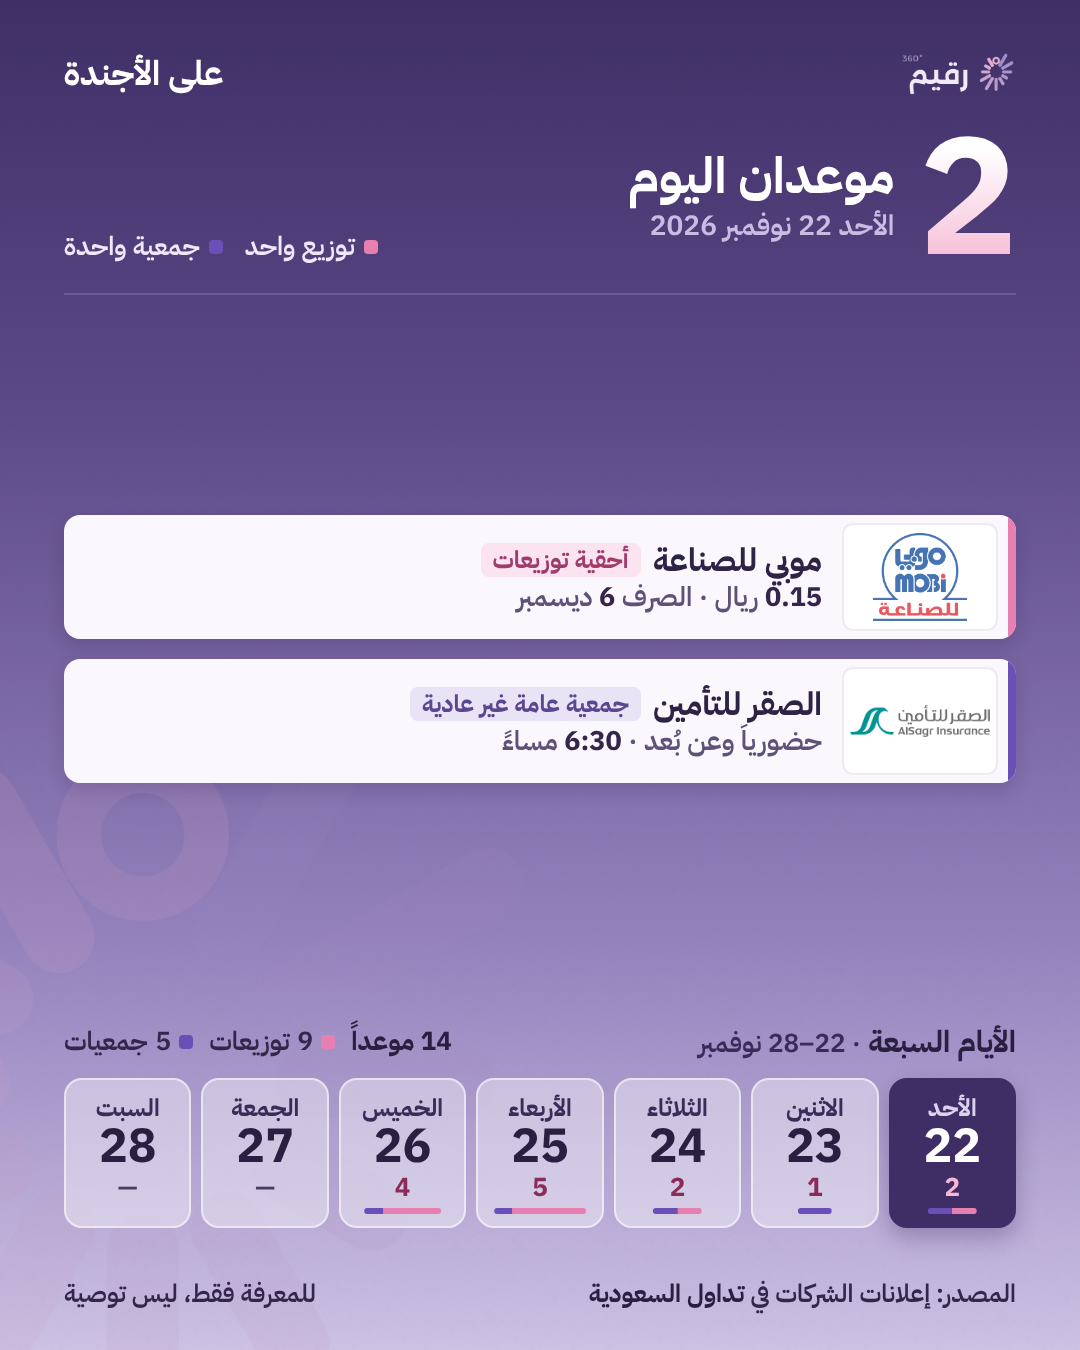 رقيم 360°
على الأجندة
2
موعدان اليوم
الأحد 22 نوفمبر 2026
توزيع واحد
جمعية واحدة
موبي
MOBi
للصناعة
موبي للصناعة
أحقية توزيعات
0.15 ريال · الصرف 6 ديسمبر
الصقر للتأمين
AlSagr Insurance
الصقر للتأمين
جمعية عامة غير عادية
حضورياً وعن بُعد · 6:30 مساءً
الأيام السبعة · 22–28 نوفمبر
14 موعداً
9 توزيعات
5 جمعيات
الأحد
22
2
الاثنين
23
1
الثلاثاء
24
2
الأربعاء
25
5
الخميس
26
4
الجمعة
27
—
السبت
28
—
المصدر: إعلانات الشركات في تداول السعودية
للمعرفة فقط، ليس توصية